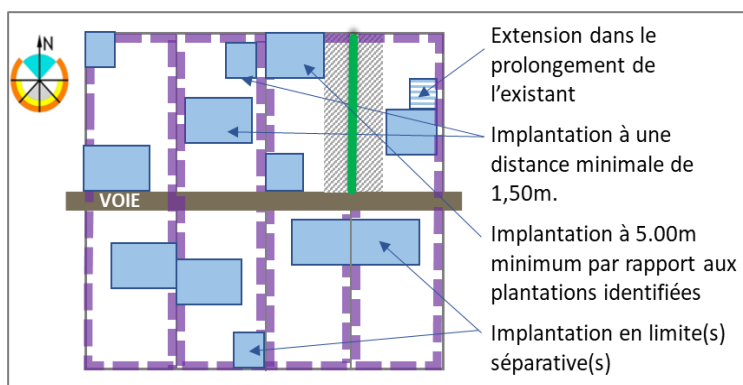 N
Extension dans le
prolongement de
l'existant
Implantation à une
distance minimale de
1,50m.
VOIE
Implantation à 5.00m
minimum par rapport aux
plantations identifiées
Implantation en limite(s)
séparative(s)